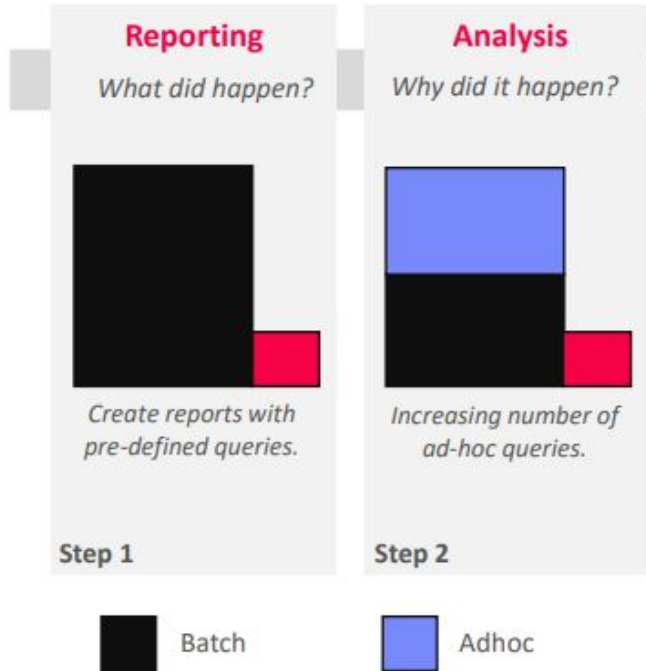 Reporting
What did happen?
Create reports with
pre-defined queries.
Step 1
Analysis
Why did it happen?
Increasing number of
ad-hoc queries.
Step 2
Batch
Adhoc